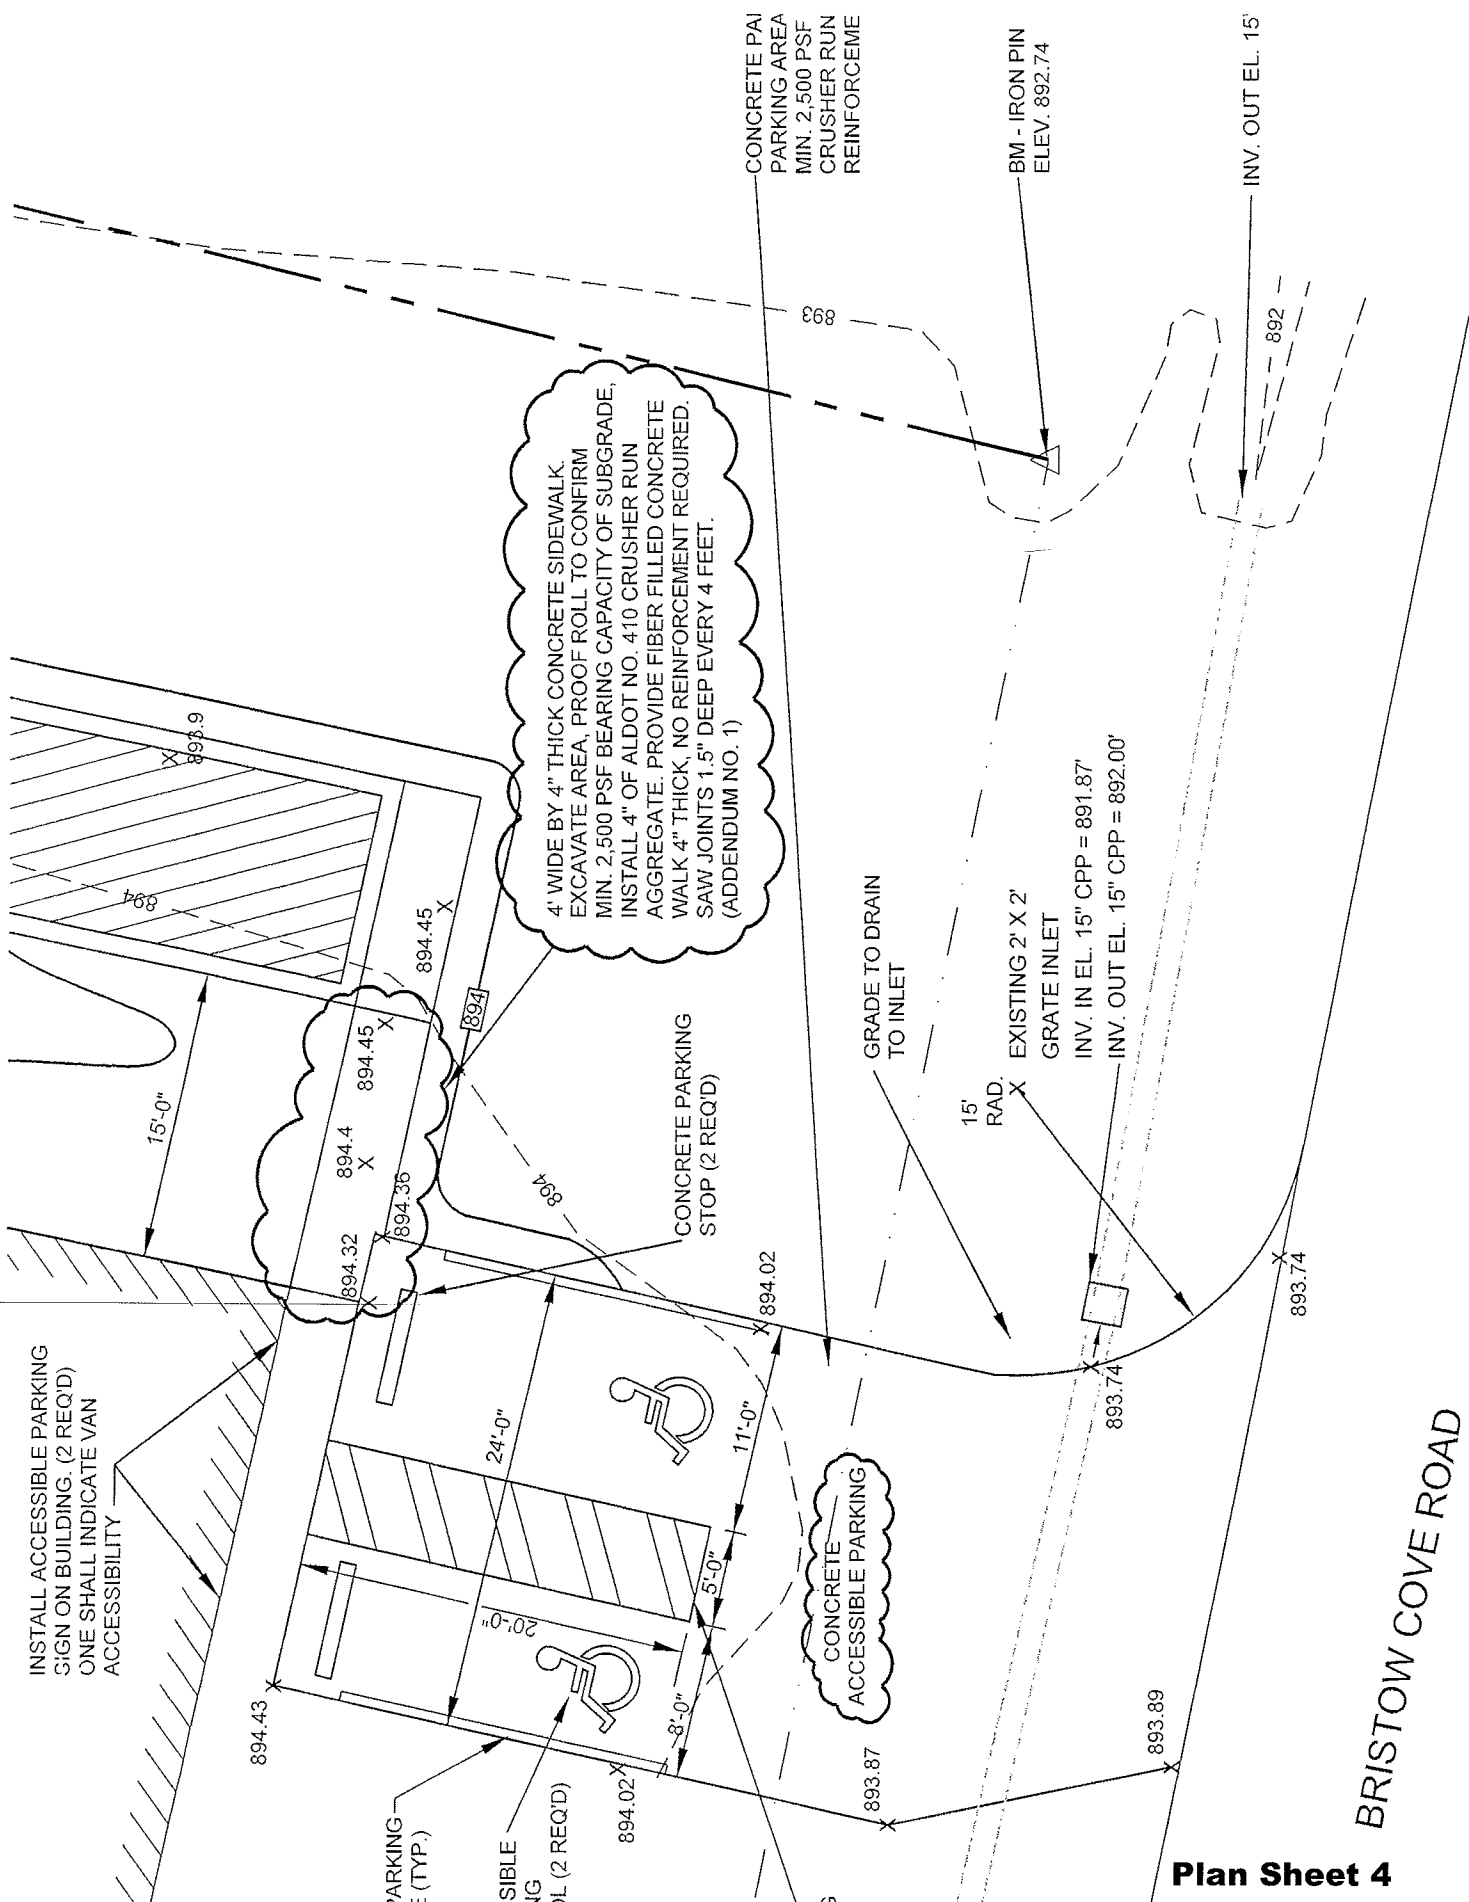 INSTALL ACCESSIBLE PARKING
SIGN ON BUILDING. (2 REQ'D)
ONE SHALL INDICATE VAN
ACCESSIBILITY
CONCRETE PAI
PARKING AREA
MIN. 2,500 PSF
CRUSHER RUN
REINFORCEME
BM - IRON PIN
ELEV. 892.74
INV. OUT EL. 15'
893
892
4' WIDE BY 4" THICK CONCRETE SIDEWALK.
EXCAVATE AREA, PROOF ROLL TO CONFIRM
MIN. 2,500 PSF BEARING CAPACITY OF SUBGRADE,
INSTALL 4" OF ALDOT NO. 410 CRUSHER RUN
AGGREGATE. PROVIDE FIBER FILLED CONCRETE
WALK 4" THICK, NO REINFORCEMENT REQUIRED.
SAW JOINTS 1.5" DEEP EVERY 4 FEET.
(ADDENDUM NO. 1)
893.9
894
894.45
894
894.45
894.4
894.36
894.32
15'-0"
CONCRETE PARKING
STOP (2 REQ'D)
894
GRADE TO DRAIN
TO INLET
15'
RAD.
EXISTING 2' X 2'
GRATE INLET
INV. IN EL. 15" CPP = 891.87'
INV. OUT EL. 15" CPP = 892.00'
894.02
893.74
893.74
24'-0"
11'-0"
5'-0"
20'-0"
8'-0"
CONCRETE
ACCESSIBLE PARKING
894.43
894.02
893.87
893.89
PARKING
E (TYP.)
SIBLE
NG
OL (2 REQ'D)
BRISTOW COVE ROAD
Plan Sheet 4